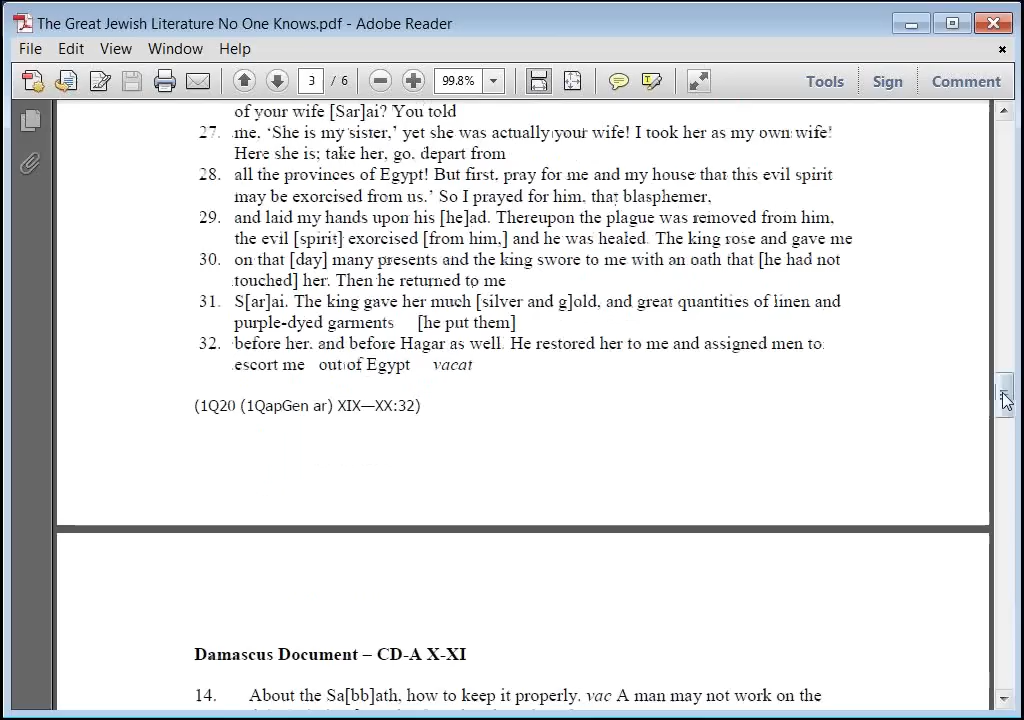 The Great Jewish Literature No One Knows.pdf - Adobe Reader
File Edit View Window Help
3 / 6 99.8% Tools Sign Comment
of your wife [Sar]ai? You told
27. me, 'She is my sister,' yet she was actually your wife! I took her as my own wife!
Here she is; take her, go, depart from
28. all the provinces of Egypt! But first, pray for me and my house that this evil spirit
may be exorcised from us.' So I prayed for him, that blasphemer,
29. and laid my hands upon his [he]ad. Thereupon the plague was removed from him,
the evil [spirit] exorcised [from him,] and he was healed. The king rose and gave me
30. on that [day] many presents and the king swore to me with an oath that [he had not
touched] her. Then he returned to me
31. S[ar]ai. The king gave her much [silver and g]old, and great quantities of linen and
purple-dyed garments [he put them]
32. before her, and before Hagar as well. He restored her to me and assigned men to
escort me out of Egypt vacat
(1Q20 (1QapGen ar) XIX—XX:32)
Damascus Document – CD-A X-XI
14. About the Sa[bb]ath, how to keep it properly. vac A man may not work on the